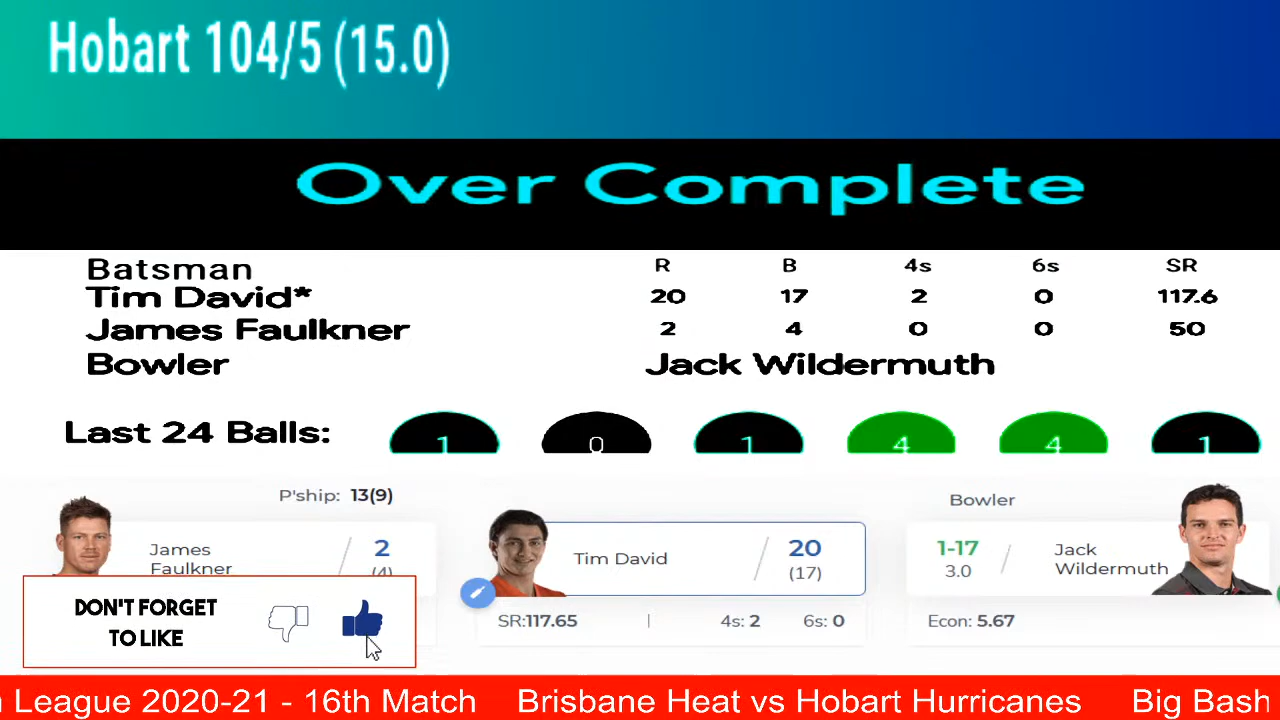 Hobart 104/5 (15.0)
Over Complete
Batsman R B 4s 6s SR
Tim David* 20 17 2 0 117.6
James Faulkner 2 4 0 0 50
Bowler Jack Wildermuth
Last 24 Balls: 1 0 1 4 4 1
P'ship: 13(9)
James
Faulkner
2
(4)
Tim David
20
(17)
SR:117.65 | 4s: 2 6s: 0
Bowler
1-17
3.0
Jack
Wildermuth
Econ: 5.67
DON'T FORGET
TO LIKE
League 2020-21 - 16th Match Brisbane Heat vs Hobart Hurricanes Big Bash